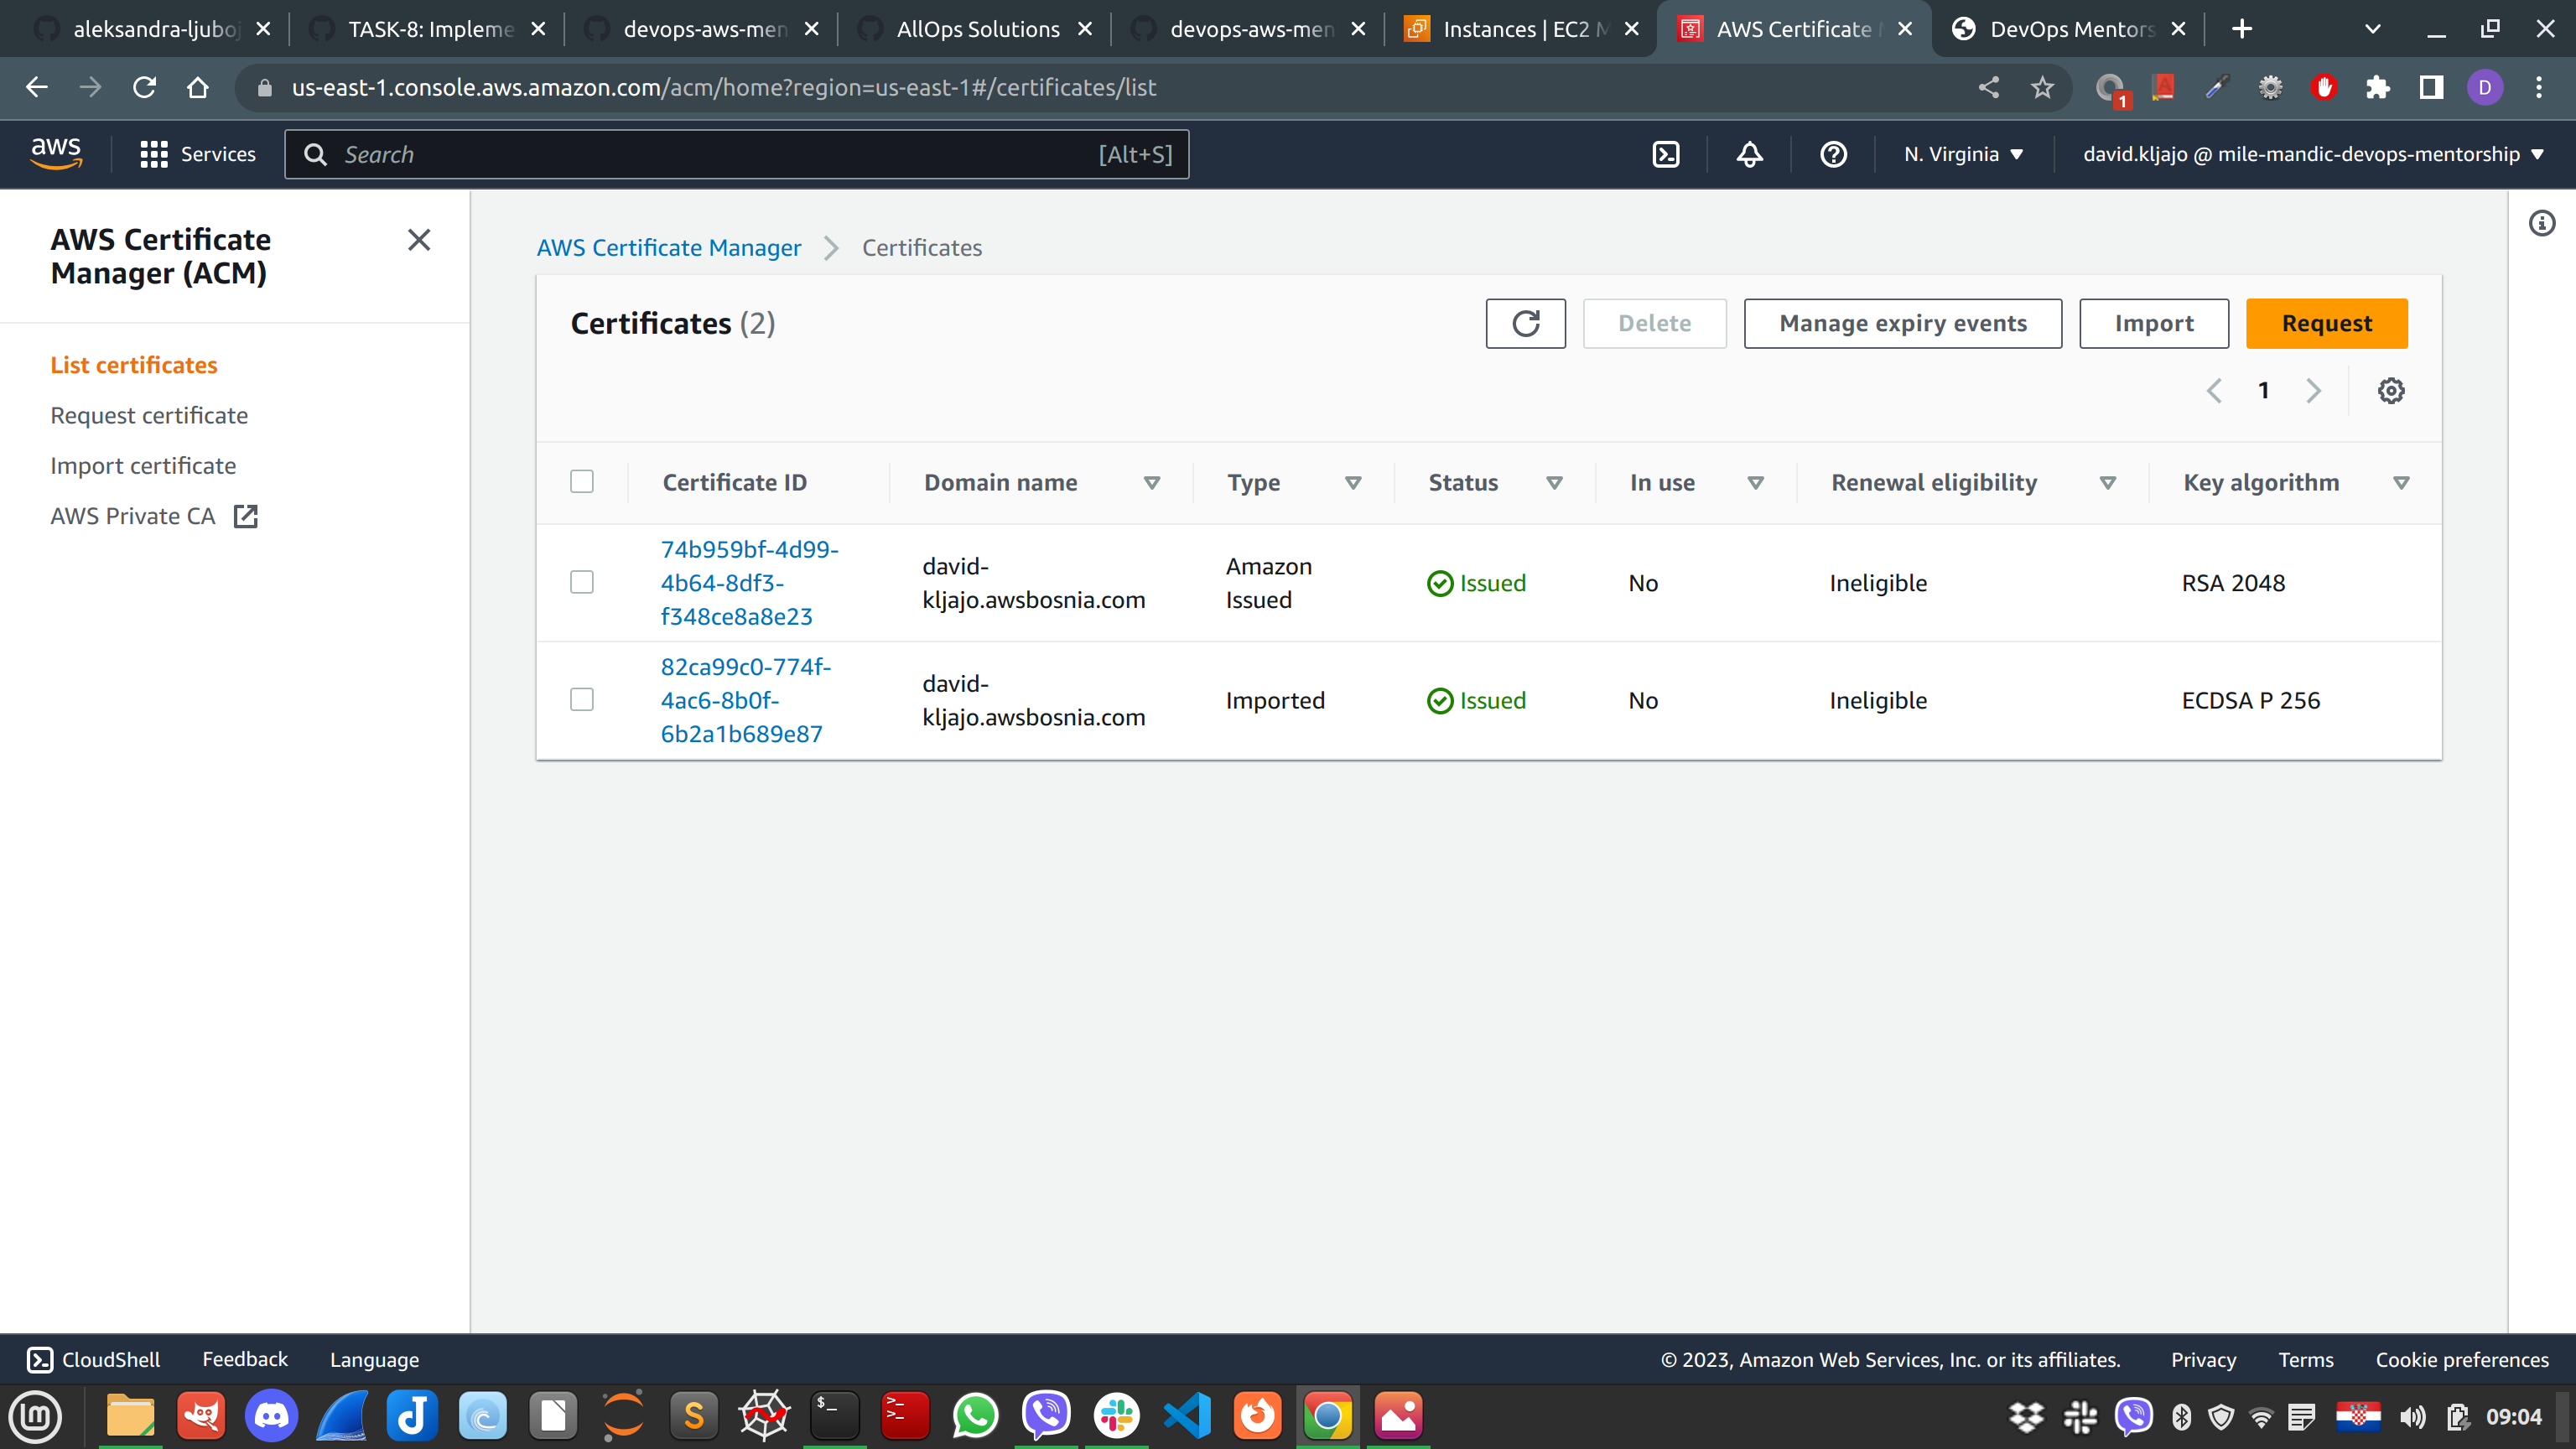 aleksandra-ljuboj
TASK-8: Impleme
devops-aws-men
AllOps Solutions
devops-aws-men
Instances | EC2 M
AWS Certificate M
DevOps Mentors
us-east-1.console.aws.amazon.com/acm/home?region=us-east-1#/certificates/list
1
D
aws
Services
Search
[Alt+S]
N. Virginia
david.kljajo @ mile-mandic-devops-mentorship
AWS Certificate
Manager (ACM)
List certificates
Request certificate
Import certificate
AWS Private CA
AWS Certificate Manager
Certificates
Certificates (2)
Delete
Manage expiry events
Import
Request
1
Certificate ID
Domain name
Type
Status
In use
Renewal eligibility
Key algorithm
74b959bf-4d99-
4b64-8df3-
f348ce8a8e23
david-
kljajo.awsbosnia.com
Amazon
Issued
Issued
No
Ineligible
RSA 2048
82ca99c0-774f-
4ac6-8b0f-
6b2a1b689e87
david-
kljajo.awsbosnia.com
Imported
Issued
No
Ineligible
ECDSA P 256
CloudShell
Feedback
Language
© 2023, Amazon Web Services, Inc. or its affiliates.
Privacy
Terms
Cookie preferences
09:04